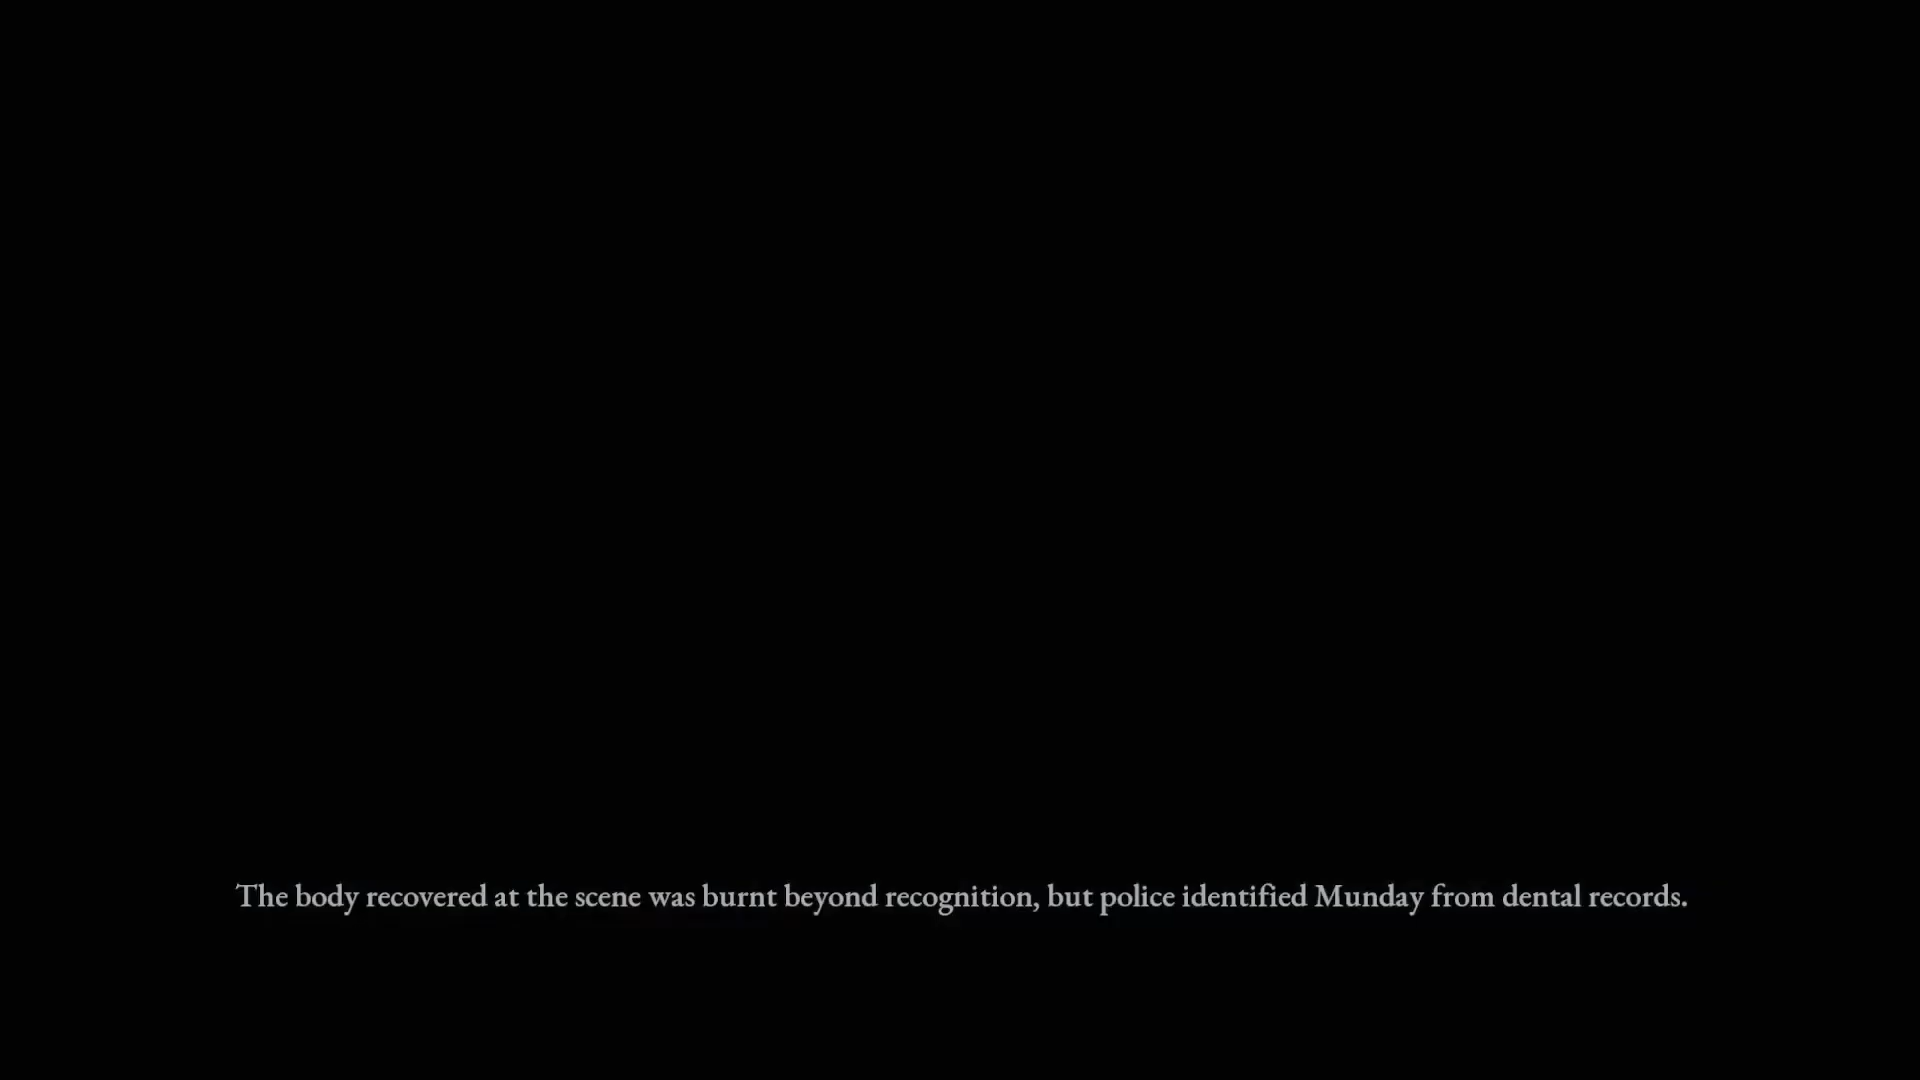 The body recovered at the scene was burnt beyond recognition, but police identified Munday from dental records.